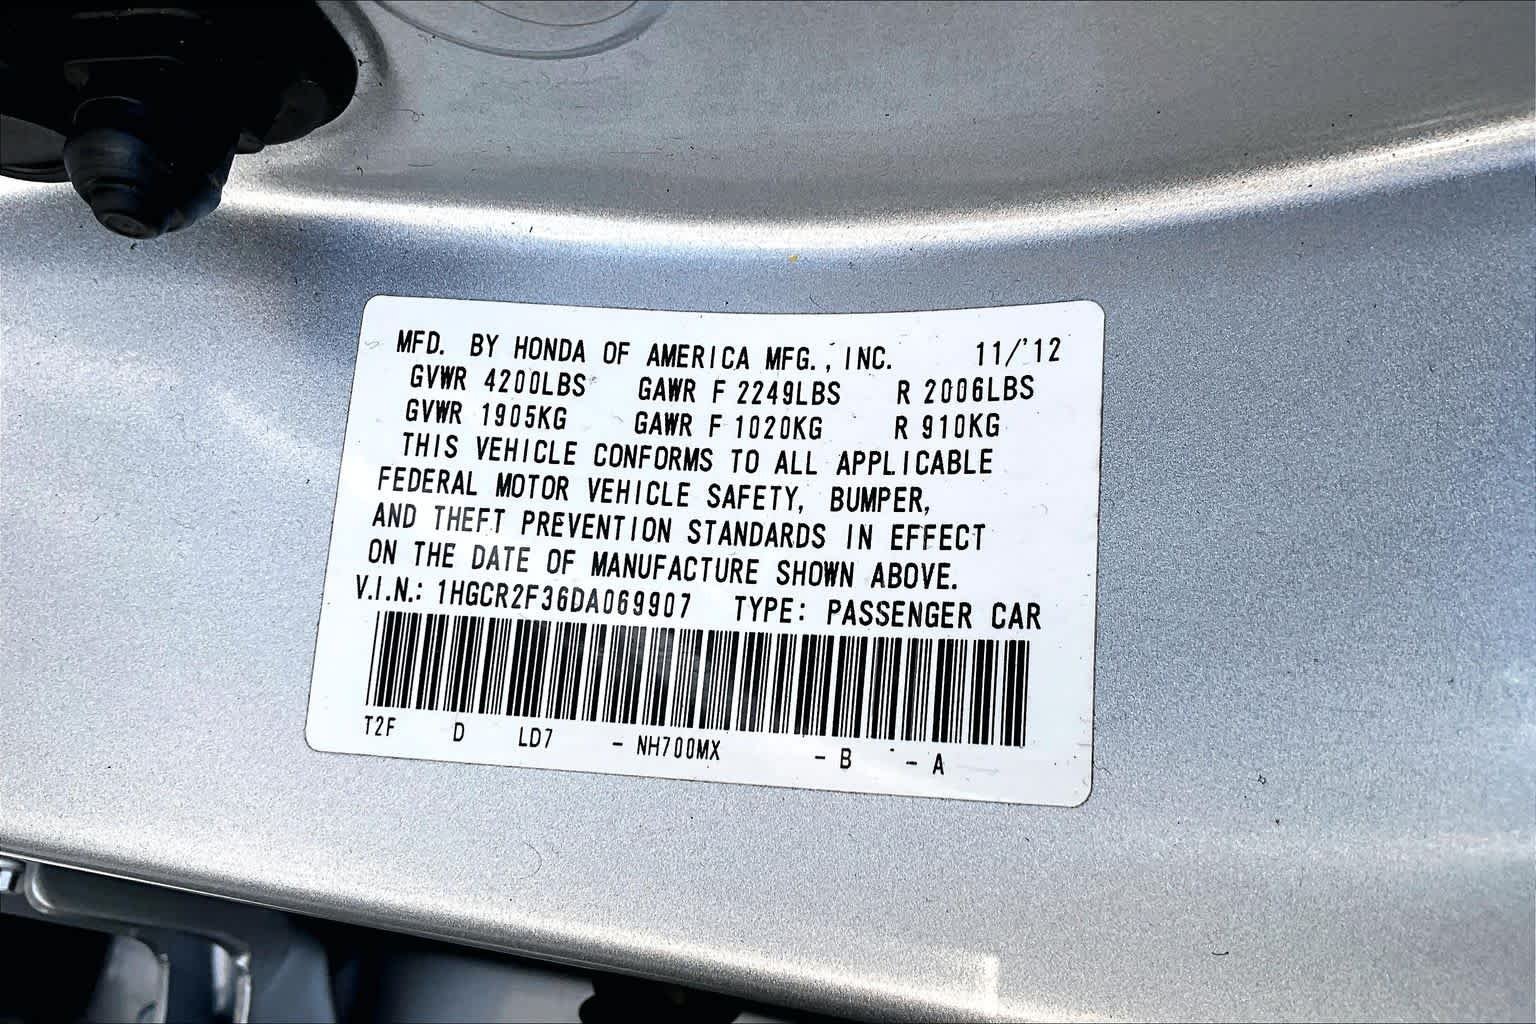 MFD. BY HONDA OF AMERICA MFG., INC. 11/'12
GVWR 4200LBS GAWR F 2249LBS R 2006LBS
GVWR 1905KG GAWR F 1020KG R 910KG
THIS VEHICLE CONFORMS TO ALL APPLICABLE
FEDERAL MOTOR VEHICLE SAFETY, BUMPER,
AND THEFT PREVENTION STANDARDS IN EFFECT
ON THE DATE OF MANUFACTURE SHOWN ABOVE.
V.I.N.: 1HGCR2F36DA069907 TYPE: PASSENGER CAR
T2F D LD7 - NH700MX - B - A